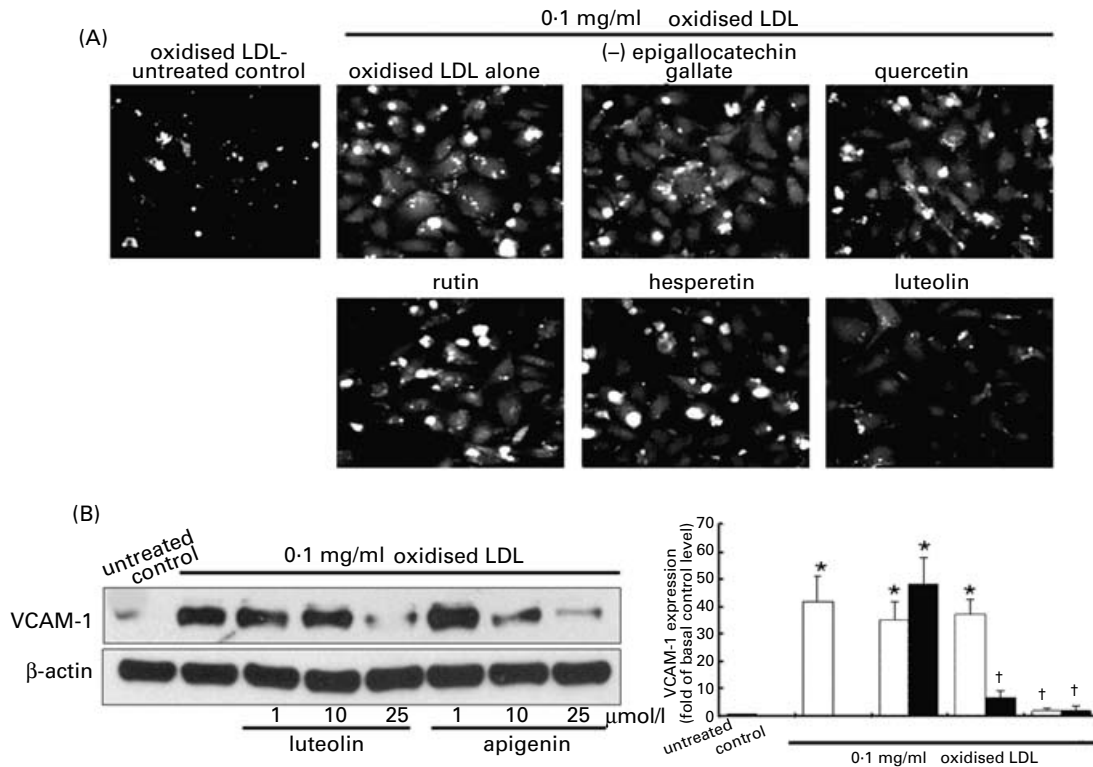 (A)
0·1 mg/ml oxidised LDL
oxidised LDL-
untreated control
oxidised LDL alone
(–) epigallocatechin
gallate
quercetin
rutin
hesperetin
luteolin
(B)
untreated
control
0·1 mg/ml oxidised LDL
VCAM-1
β-actin
1 10 25 1 10 25 μmol/l
luteolin apigenin
VCAM-1 expression
(fold of basal control level)
70
60
50
40
30
20
10
0
*
*
*
*
†
†
†
untreated
control
0·1 mg/ml oxidised LDL